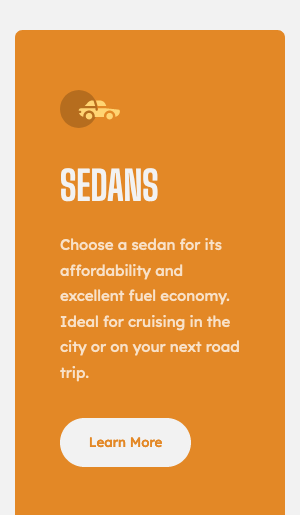 SEDANS
Choose a sedan for its
affordability and
excellent fuel economy.
Ideal for cruising in the
city or on your next road
trip.
Learn More